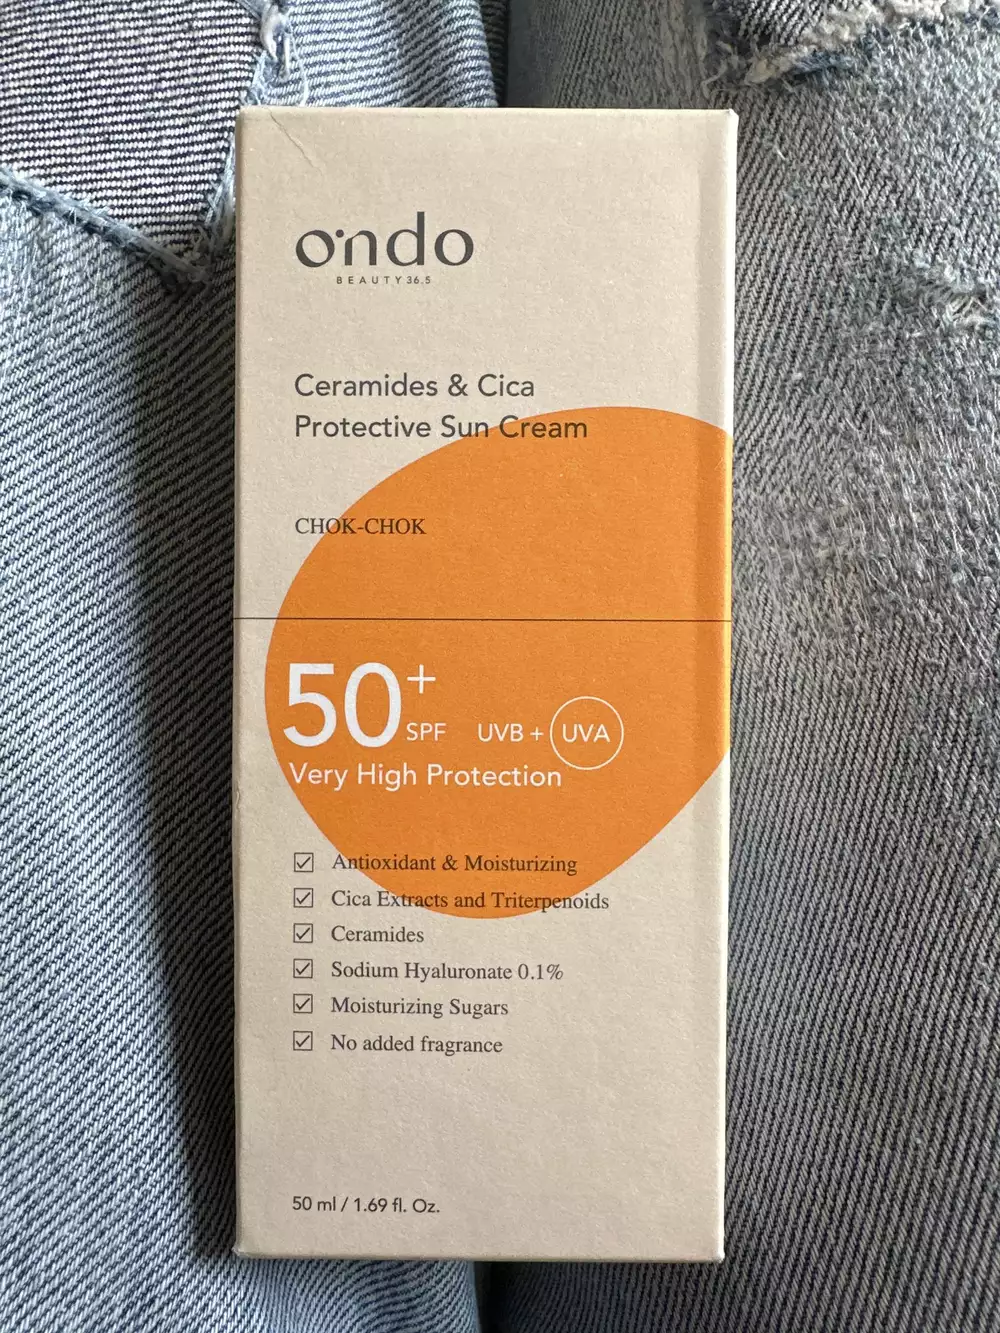 ondo
BEAUTY 36.5
Ceramides & Cica
Protective Sun Cream
CHOK-CHOK
50+ SPF UVB + UVA
Very High Protection
☑ Antioxidant & Moisturizing
☑ Cica Extracts and Triterpenoids
☑ Ceramides
☑ Sodium Hyaluronate 0.1%
☑ Moisturizing Sugars
☑ No added fragrance
50 ml / 1.69 fl. Oz.